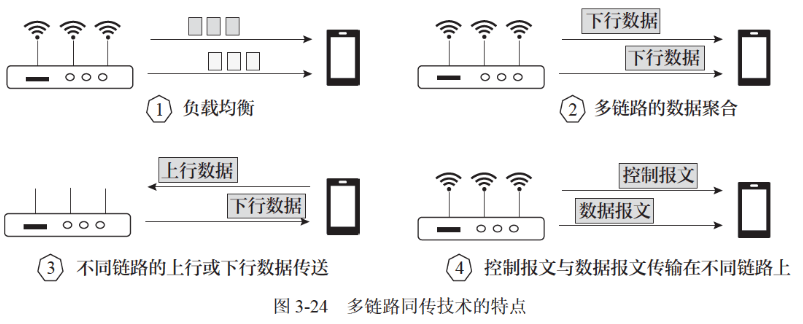 ① 负载均衡
下行数据
下行数据
② 多链路的数据聚合
上行数据
下行数据
③ 不同链路的上行或下行数据传送
控制报文
数据报文
④ 控制报文与数据报文传输在不同链路上
图 3-24 多链路同传技术的特点